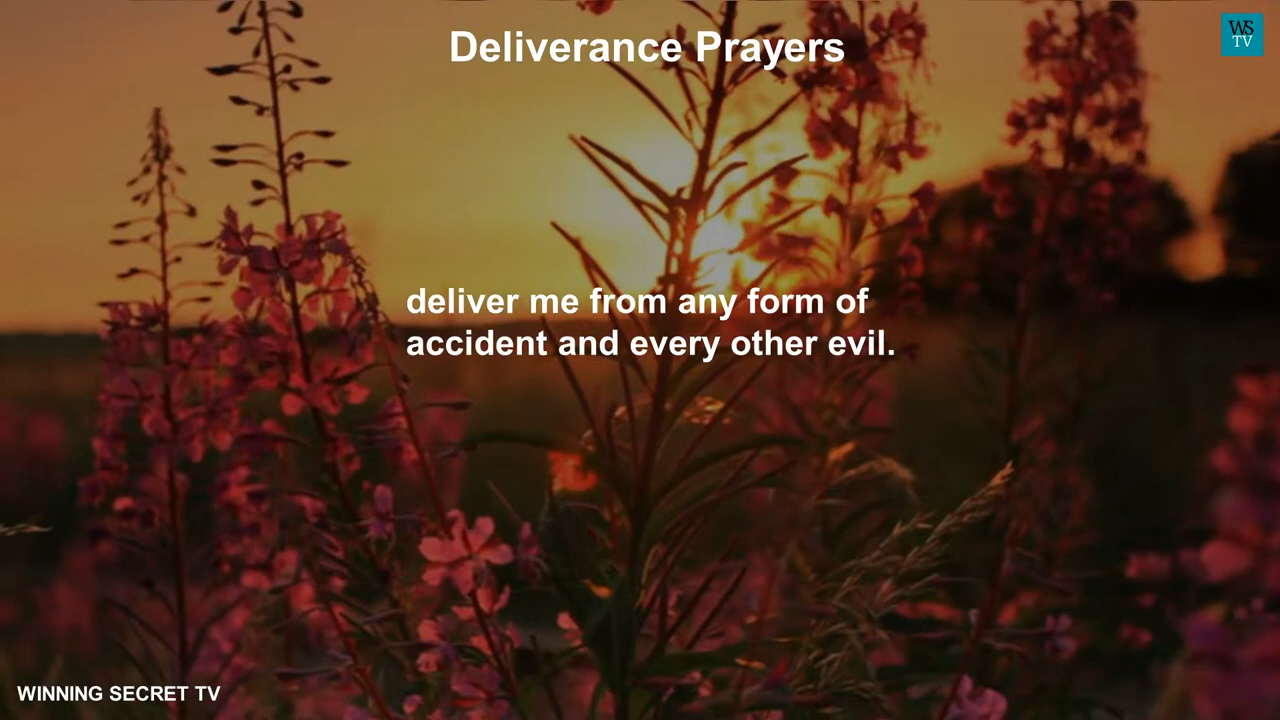 Deliverance Prayers
WS
TV
deliver me from any form of
accident and every other evil.
WINNING SECRET TV